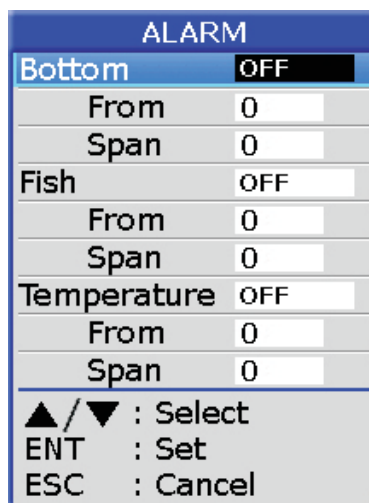 ALARM
Bottom OFF
From 0
Span 0
Fish OFF
From 0
Span 0
Temperature OFF
From 0
Span 0
▲/▼ : Select
ENT : Set
ESC : Cancel